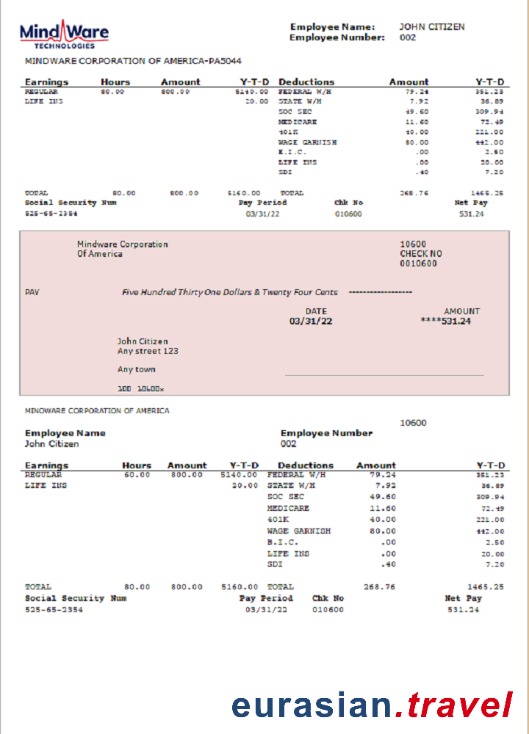 Mind Ware
TECHNOLOGIES
Employee Name: JOHN CITIZEN
Employee Number: 002
MINDWARE CORPORATION OF AMERICA-PA5044
Earnings Hours Amount Y-T-D Deductions Amount Y-T-D
REGULAR 80.00 800.00 5140.00 FEDERAL W/H 79.24 351.23
LIFE INS 20.00 STATE W/H 7.92 36.89
SOC SEC 49.60 309.94
MEDICARE 11.60 72.49
401K 40.00 221.00
WAGE GARNISH 80.00 442.00
E.I.C. .00 2.50
LIFE INS .00 20.00
SDI .40 7.20
TOTAL 80.00 800.00 5160.00 TOTAL 268.76 1465.25
Social Security Num Pay Period Chk No Net Pay
525-65-2354 03/31/22 010600 531.24
Mindware Corporation
Of America
10600
CHECK NO
0010600
PAY Five Hundred Thirty One Dollars & Twenty Four Cents ------------------
DATE AMOUNT
03/31/22 ****531.24
John Citizen
Any street 123
Any town
100 10600
MINDWARE CORPORATION OF AMERICA
10600
Employee Name Employee Number
John Citizen 002
Earnings Hours Amount Y-T-D Deductions Amount Y-T-D
REGULAR 60.00 800.00 5140.00 FEDERAL W/H 79.24 351.23
LIFE INS 20.00 STATE W/H 7.92 36.89
SOC SEC 49.60 309.94
MEDICARE 11.60 72.49
401K 40.00 221.00
WAGE GARNISH 80.00 442.00
B.I.C. .00 2.50
LIFE INS .00 20.00
SDI .40 7.20
TOTAL 80.00 800.00 5160.00 TOTAL 268.76 1465.25
Social Security Num Pay Period Chk No Net Pay
525-65-2354 03/31/22 010600 531.24
eurasian.travel